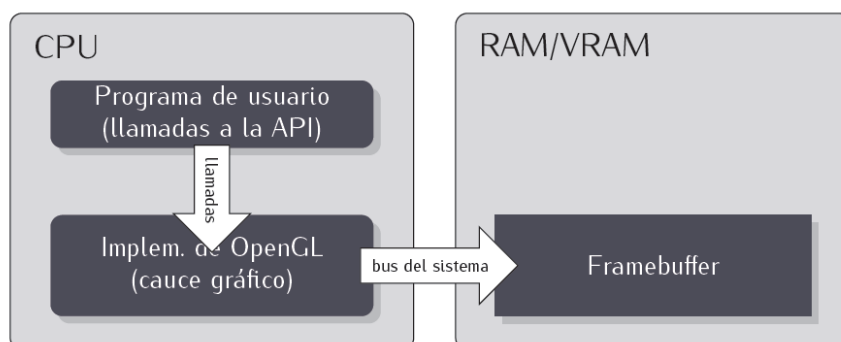 CPU
Programa de usuario
(llamadas a la API)
llamadas
Implem. de OpenGL
(cauce gráfico)
bus del sistema
RAM/VRAM
Framebuffer